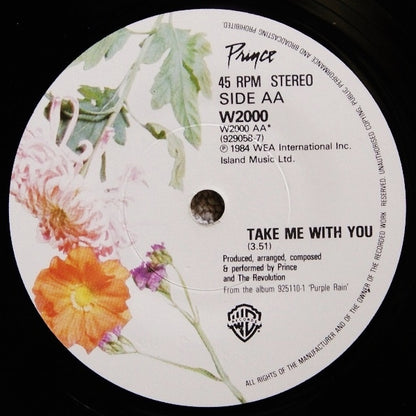 Prince
45 RPM STEREO
SIDE AA
W2000
W2000 AA*
(929058-7)
Ⓟ 1984 WEA International Inc.
Island Music Ltd.
TAKE ME WITH YOU
(3.51)
Produced, arranged, composed
& performed by Prince
and The Revolution
From the album 925110-1 'Purple Rain'
WB
RECORDS
ALL RIGHTS OF THE MANUFACTURER AND OF THE OWNER OF THE RECORDED WORK RESERVED. UNAUTHORISED COPYING PUBLIC PERFORMANCE AND BROADCASTING PROHIBITED.